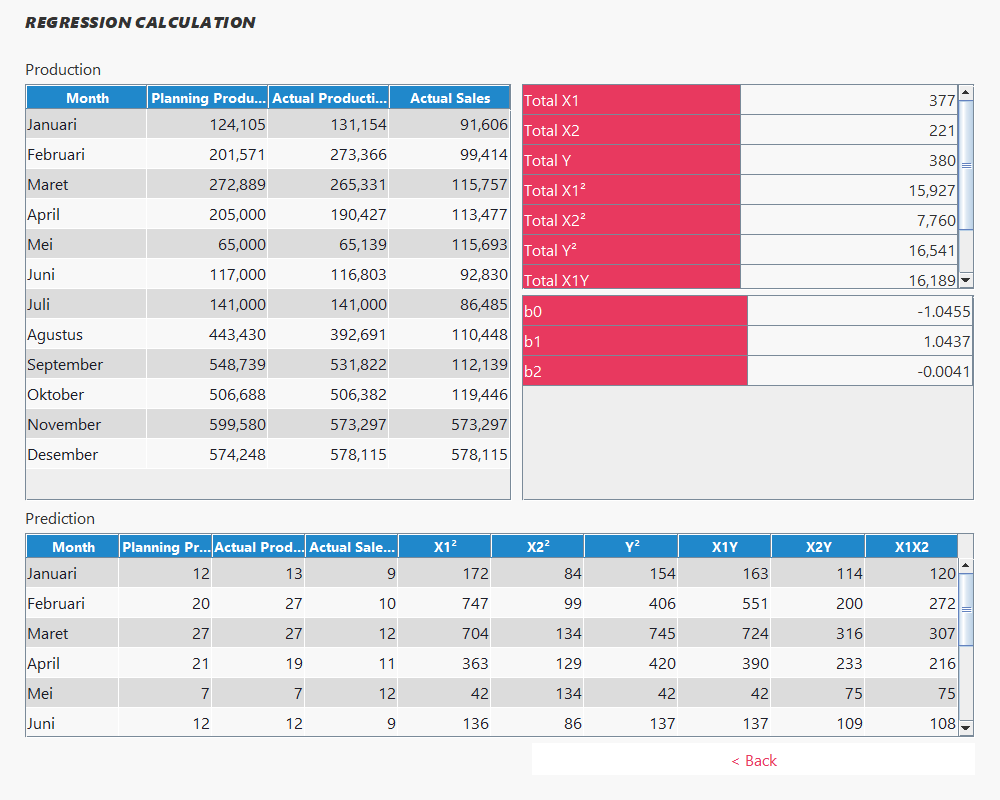 REGRESSION CALCULATION
Production
Month Planning Produ... Actual Producti... Actual Sales
Januari 124,105 131,154 91,606
Februari 201,571 273,366 99,414
Maret 272,889 265,331 115,757
April 205,000 190,427 113,477
Mei 65,000 65,139 115,693
Juni 117,000 116,803 92,830
Juli 141,000 141,000 86,485
Agustus 443,430 392,691 110,448
September 548,739 531,822 112,139
Oktober 506,688 506,382 119,446
November 599,580 573,297 573,297
Desember 574,248 578,115 578,115
Total X1 377
Total X2 221
Total Y 380
Total X1² 15,927
Total X2² 7,760
Total Y² 16,541
Total X1Y 16,189
b0 -1.0455
b1 1.0437
b2 -0.0041
Prediction
Month Planning Pr... Actual Prod... Actual Sale... X1² X2² Y² X1Y X2Y X1X2
Januari 12 13 9 172 84 154 163 114 120
Februari 20 27 10 747 99 406 551 200 272
Maret 27 27 12 704 134 745 724 316 307
April 21 19 11 363 129 420 390 233 216
Mei 7 7 12 42 134 42 42 75 75
Juni 12 12 9 136 86 137 137 109 108
< Back